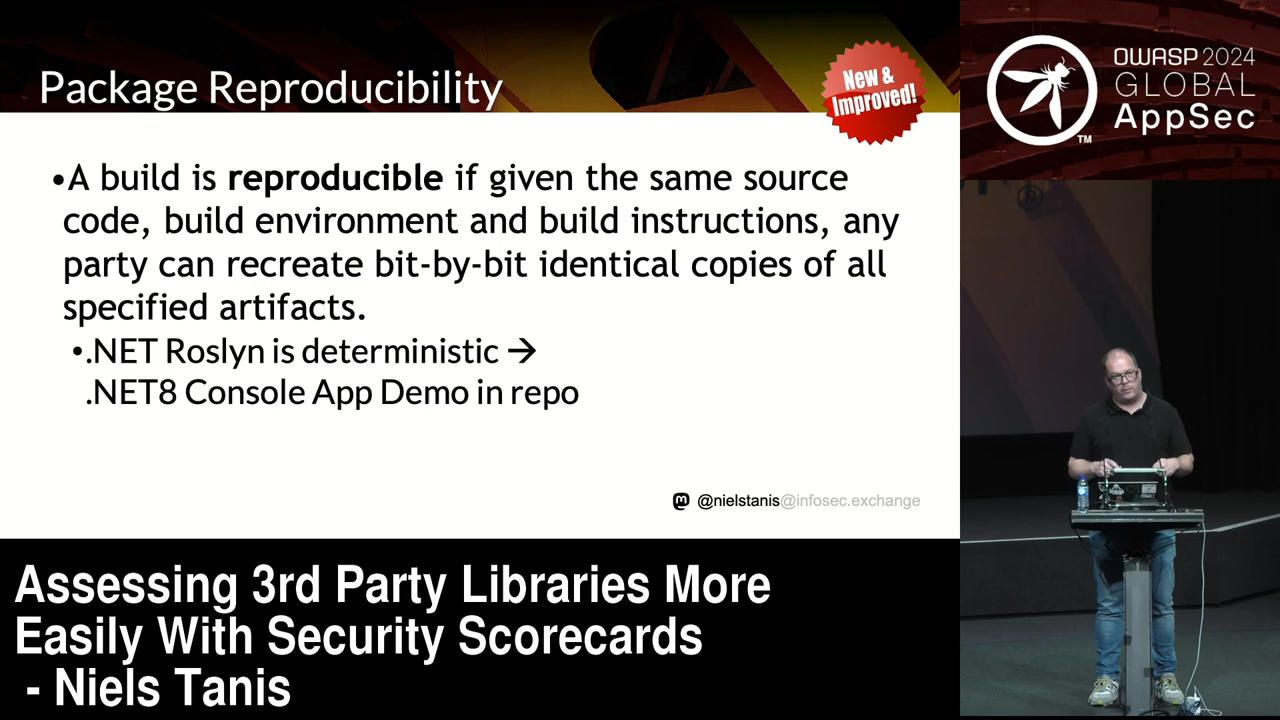 Package Reproducibility
New &
Improved!
•A build is reproducible if given the same source
code, build environment and build instructions, any
party can recreate bit-by-bit identical copies of all
specified artifacts.
•.NET Roslyn is deterministic →
.NET8 Console App Demo in repo
@nielstanis@infosec.exchange
OWASP 2024
GLOBAL
AppSec
TM
Assessing 3rd Party Libraries More
Easily With Security Scorecards
- Niels Tanis